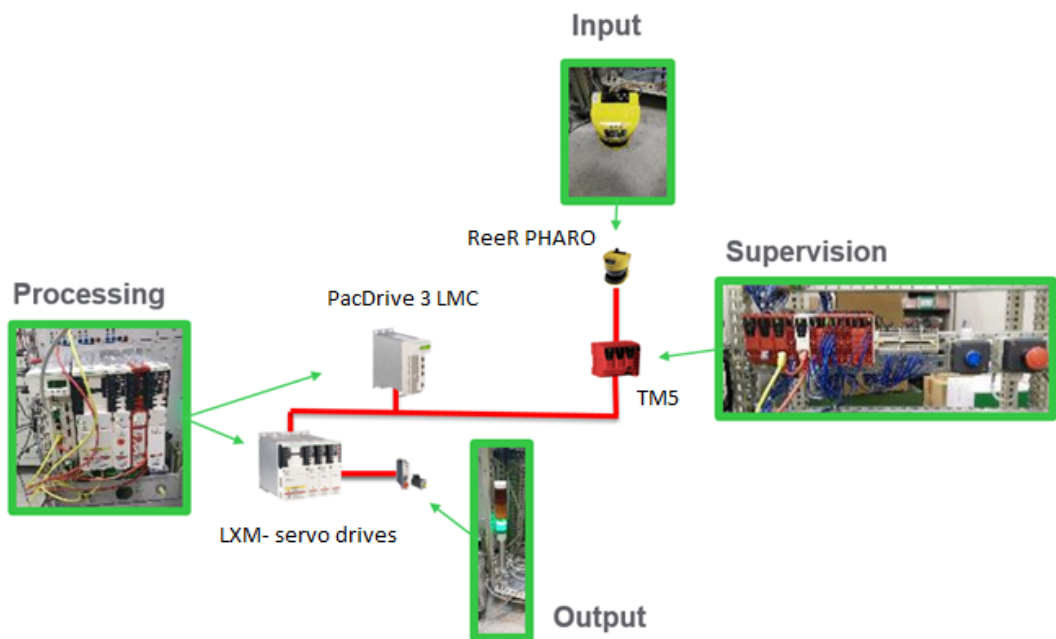 Input
ReeR PHARO
Supervision
Processing
PacDrive 3 LMC
TM5
LXM- servo drives
Output